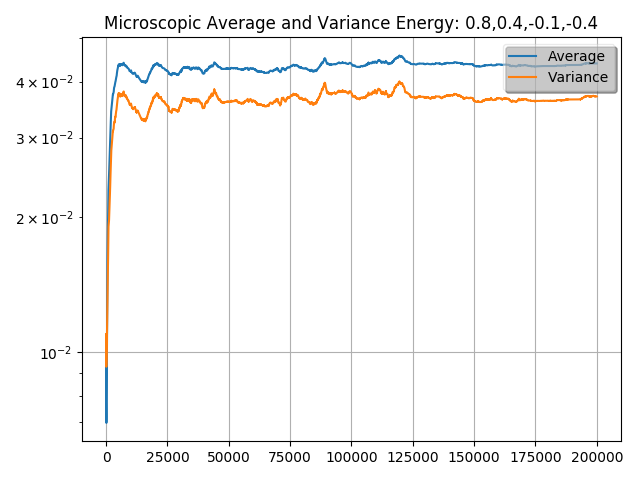 Microscopic Average and Variance Energy: 0.8,0.4,-0.1,-0.4
Average
Variance
4 × 10⁻²
3 × 10⁻²
2 × 10⁻²
10⁻²
0 25000 50000 75000 100000 125000 150000 175000 200000